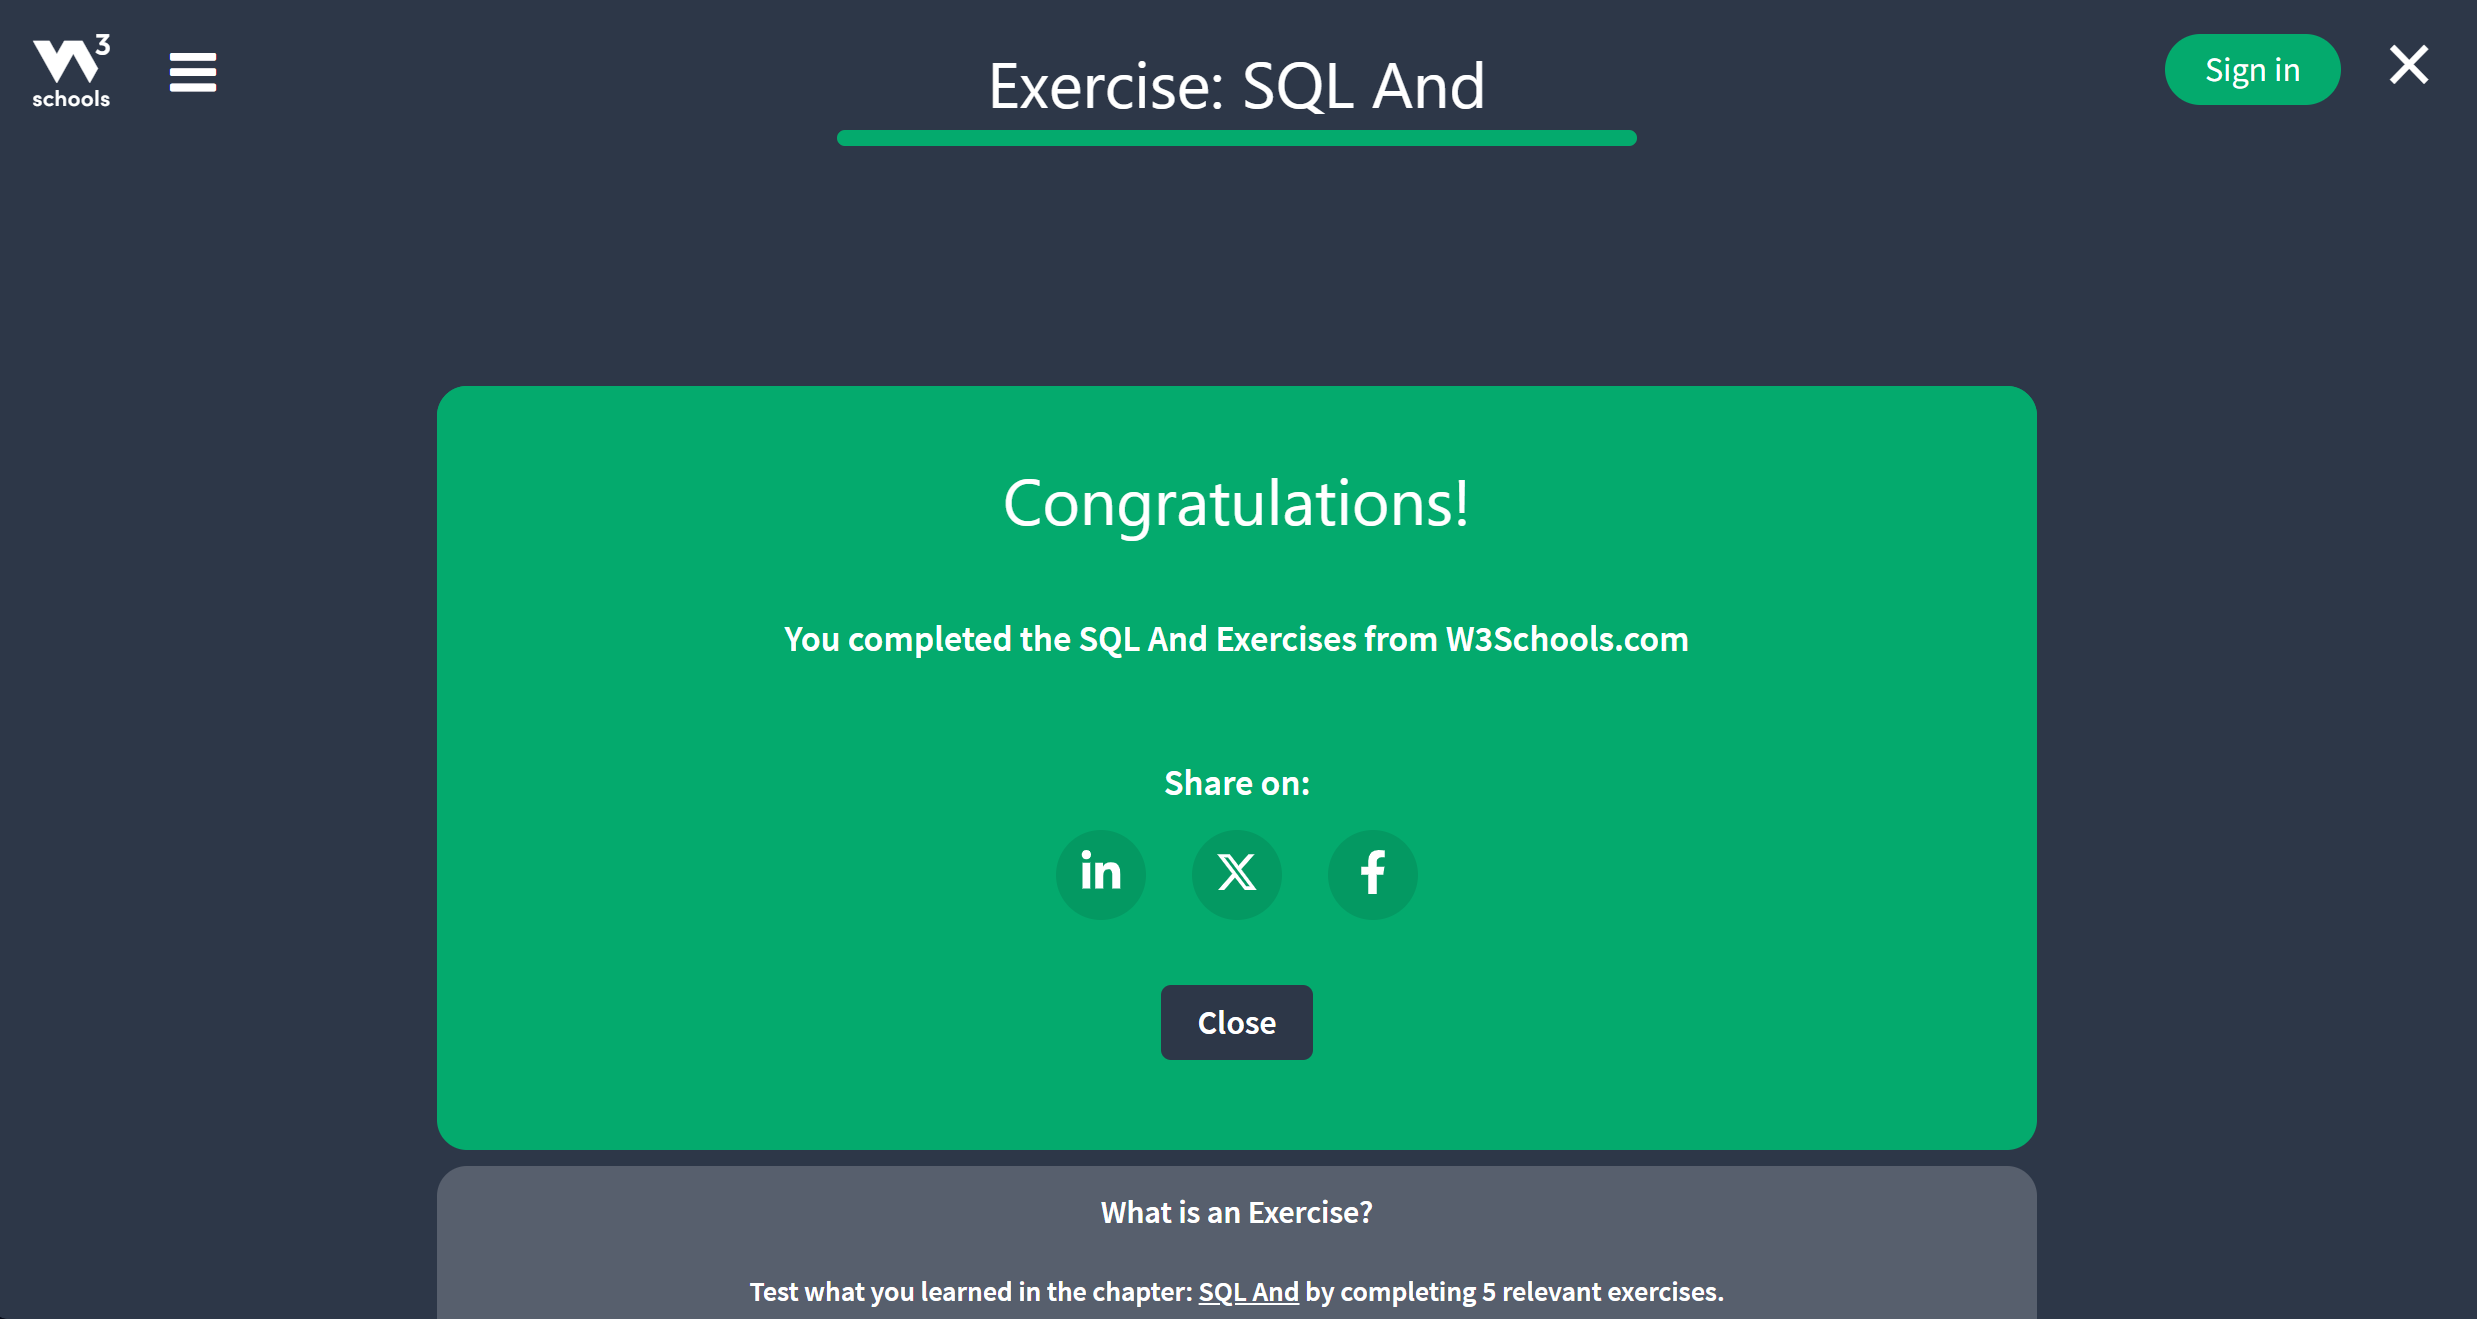 W3
schools
Exercise: SQL And
Sign in
Congratulations!
You completed the SQL And Exercises from W3Schools.com
Share on:
in
X
f
Close
What is an Exercise?
Test what you learned in the chapter: SQL And by completing 5 relevant exercises.